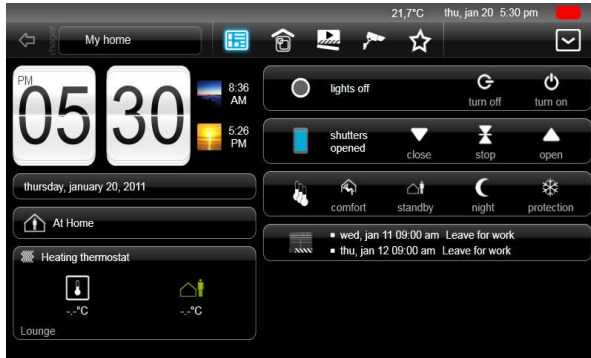 21,7°C thu, jan 20 5:30 pm
:hager
My home
PM
05 30
8:36
AM
5:26
PM
thursday, january 20, 2011
At Home
Heating thermostat
-.-°C -.-°C
Lounge
lights off
turn off turn on
shutters
opened
close stop open
comfort standby night protection
▪ wed, jan 11 09:00 am Leave for work
▪ thu, jan 12 09:00 am Leave for work